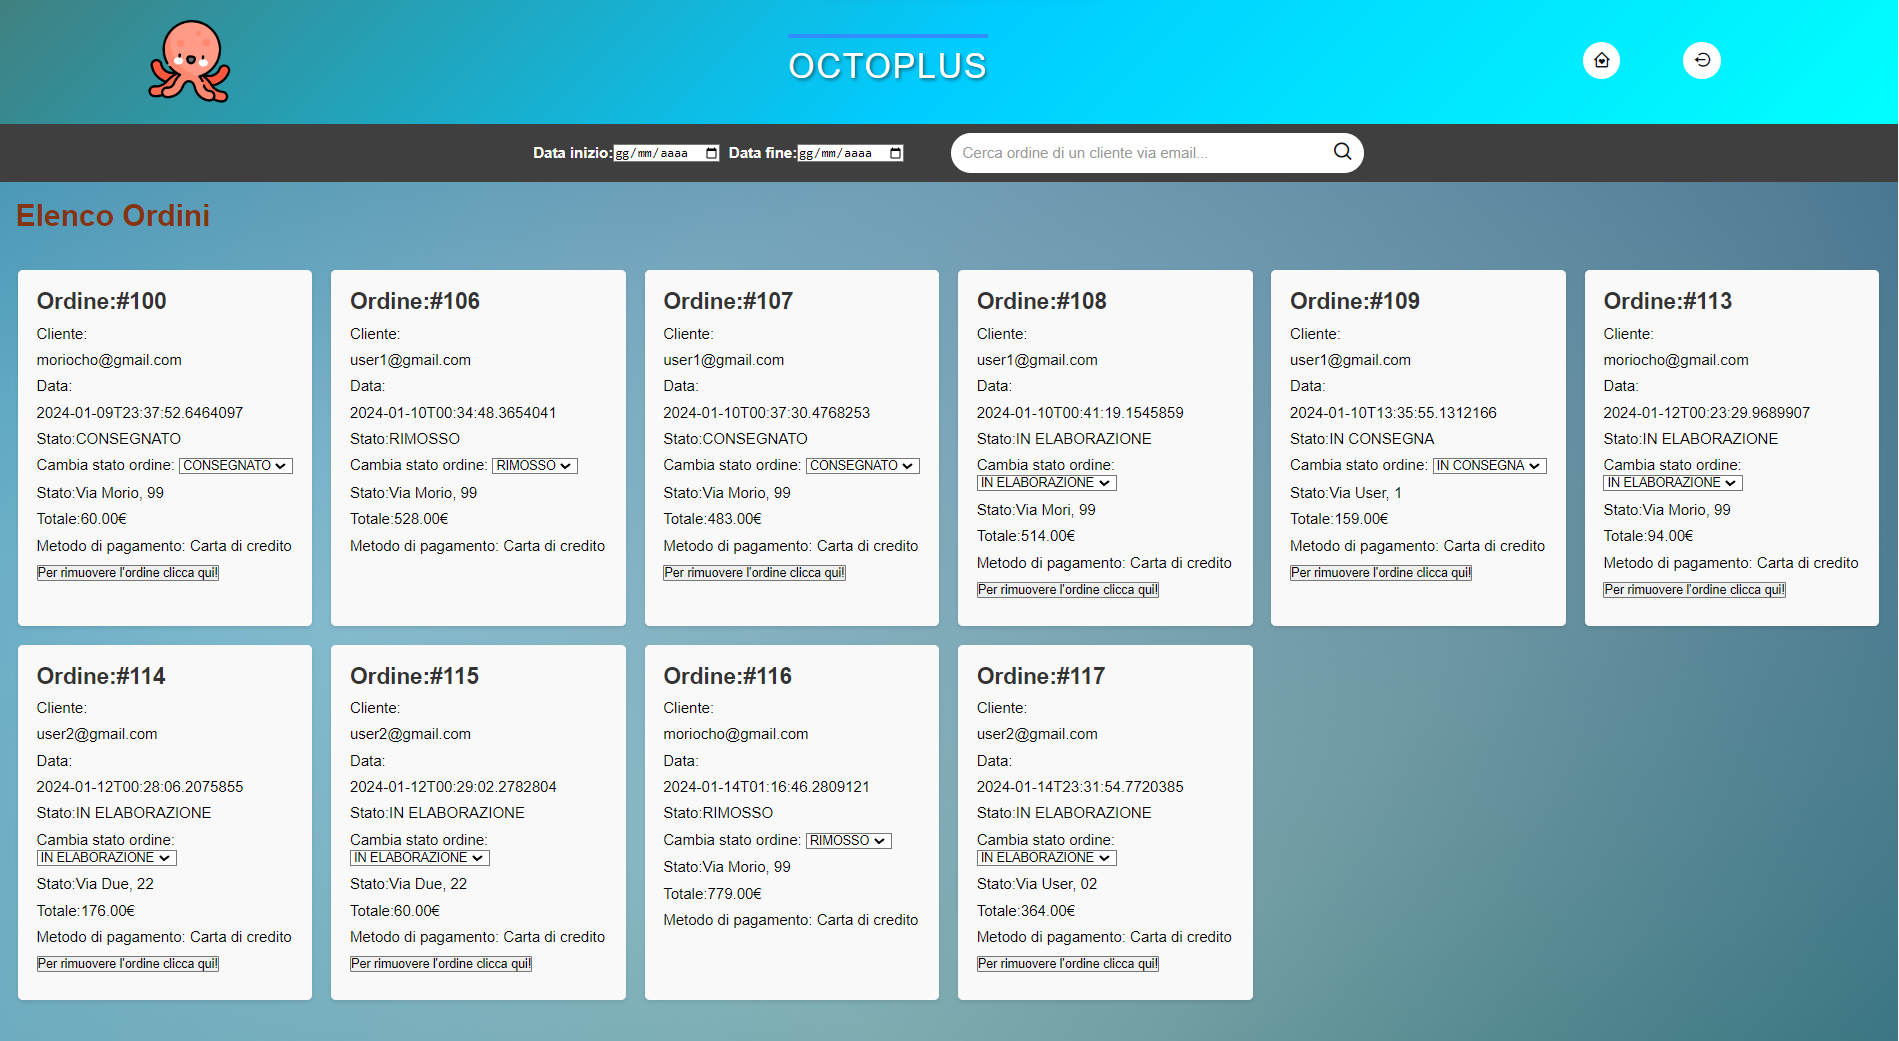 OCTOPLUS
Data inizio: gg/mm/aaaa Data fine: gg/mm/aaaa Cerca ordine di un cliente via email...
Elenco Ordini
Ordine:#100
Cliente:
moriocho@gmail.com
Data:
2024-01-09T23:37:52.6464097
Stato:CONSEGNATO
Cambia stato ordine: CONSEGNATO
Stato:Via Morio, 99
Totale:60.00€
Metodo di pagamento: Carta di credito
Per rimuovere l'ordine clicca qui!
Ordine:#106
Cliente:
user1@gmail.com
Data:
2024-01-10T00:34:48.3654041
Stato:RIMOSSO
Cambia stato ordine: RIMOSSO
Stato:Via Morio, 99
Totale:528.00€
Metodo di pagamento: Carta di credito
Ordine:#107
Cliente:
user1@gmail.com
Data:
2024-01-10T00:37:30.4768253
Stato:CONSEGNATO
Cambia stato ordine: CONSEGNATO
Stato:Via Morio, 99
Totale:483.00€
Metodo di pagamento: Carta di credito
Per rimuovere l'ordine clicca qui!
Ordine:#108
Cliente:
user1@gmail.com
Data:
2024-01-10T00:41:19.1545859
Stato:IN ELABORAZIONE
Cambia stato ordine:
IN ELABORAZIONE
Stato:Via Mori, 99
Totale:514.00€
Metodo di pagamento: Carta di credito
Per rimuovere l'ordine clicca qui!
Ordine:#109
Cliente:
user1@gmail.com
Data:
2024-01-10T13:35:55.1312166
Stato:IN CONSEGNA
Cambia stato ordine: IN CONSEGNA
Stato:Via User, 1
Totale:159.00€
Metodo di pagamento: Carta di credito
Per rimuovere l'ordine clicca qui!
Ordine:#113
Cliente:
moriocho@gmail.com
Data:
2024-01-12T00:23:29.9689907
Stato:IN ELABORAZIONE
Cambia stato ordine:
IN ELABORAZIONE
Stato:Via Morio, 99
Totale:94.00€
Metodo di pagamento: Carta di credito
Per rimuovere l'ordine clicca qui!
Ordine:#114
Cliente:
user2@gmail.com
Data:
2024-01-12T00:28:06.2075855
Stato:IN ELABORAZIONE
Cambia stato ordine:
IN ELABORAZIONE
Stato:Via Due, 22
Totale:176.00€
Metodo di pagamento: Carta di credito
Per rimuovere l'ordine clicca qui!
Ordine:#115
Cliente:
user2@gmail.com
Data:
2024-01-12T00:29:02.2782804
Stato:IN ELABORAZIONE
Cambia stato ordine:
IN ELABORAZIONE
Stato:Via Due, 22
Totale:60.00€
Metodo di pagamento: Carta di credito
Per rimuovere l'ordine clicca qui!
Ordine:#116
Cliente:
moriocho@gmail.com
Data:
2024-01-14T01:16:46.2809121
Stato:RIMOSSO
Cambia stato ordine: RIMOSSO
Stato:Via Morio, 99
Totale:779.00€
Metodo di pagamento: Carta di credito
Ordine:#117
Cliente:
user2@gmail.com
Data:
2024-01-14T23:31:54.7720385
Stato:IN ELABORAZIONE
Cambia stato ordine:
IN ELABORAZIONE
Stato:Via User, 02
Totale:364.00€
Metodo di pagamento: Carta di credito
Per rimuovere l'ordine clicca qui!